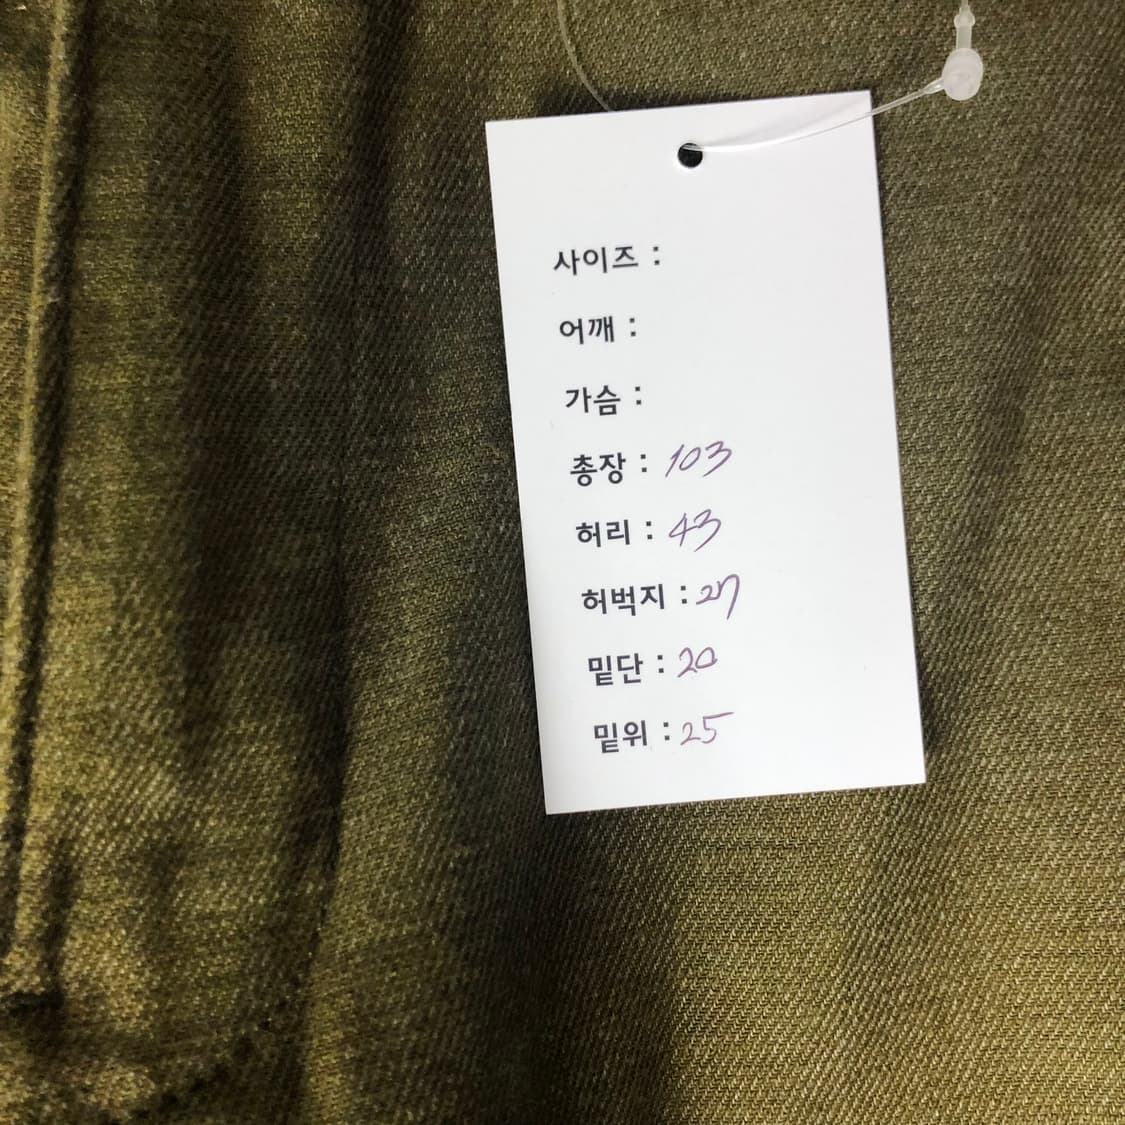 사이즈 :
어깨 :
가슴 :
총장 : 103
허리 : 43
허벅지 : 27
밑단 : 20
밑위 : 25